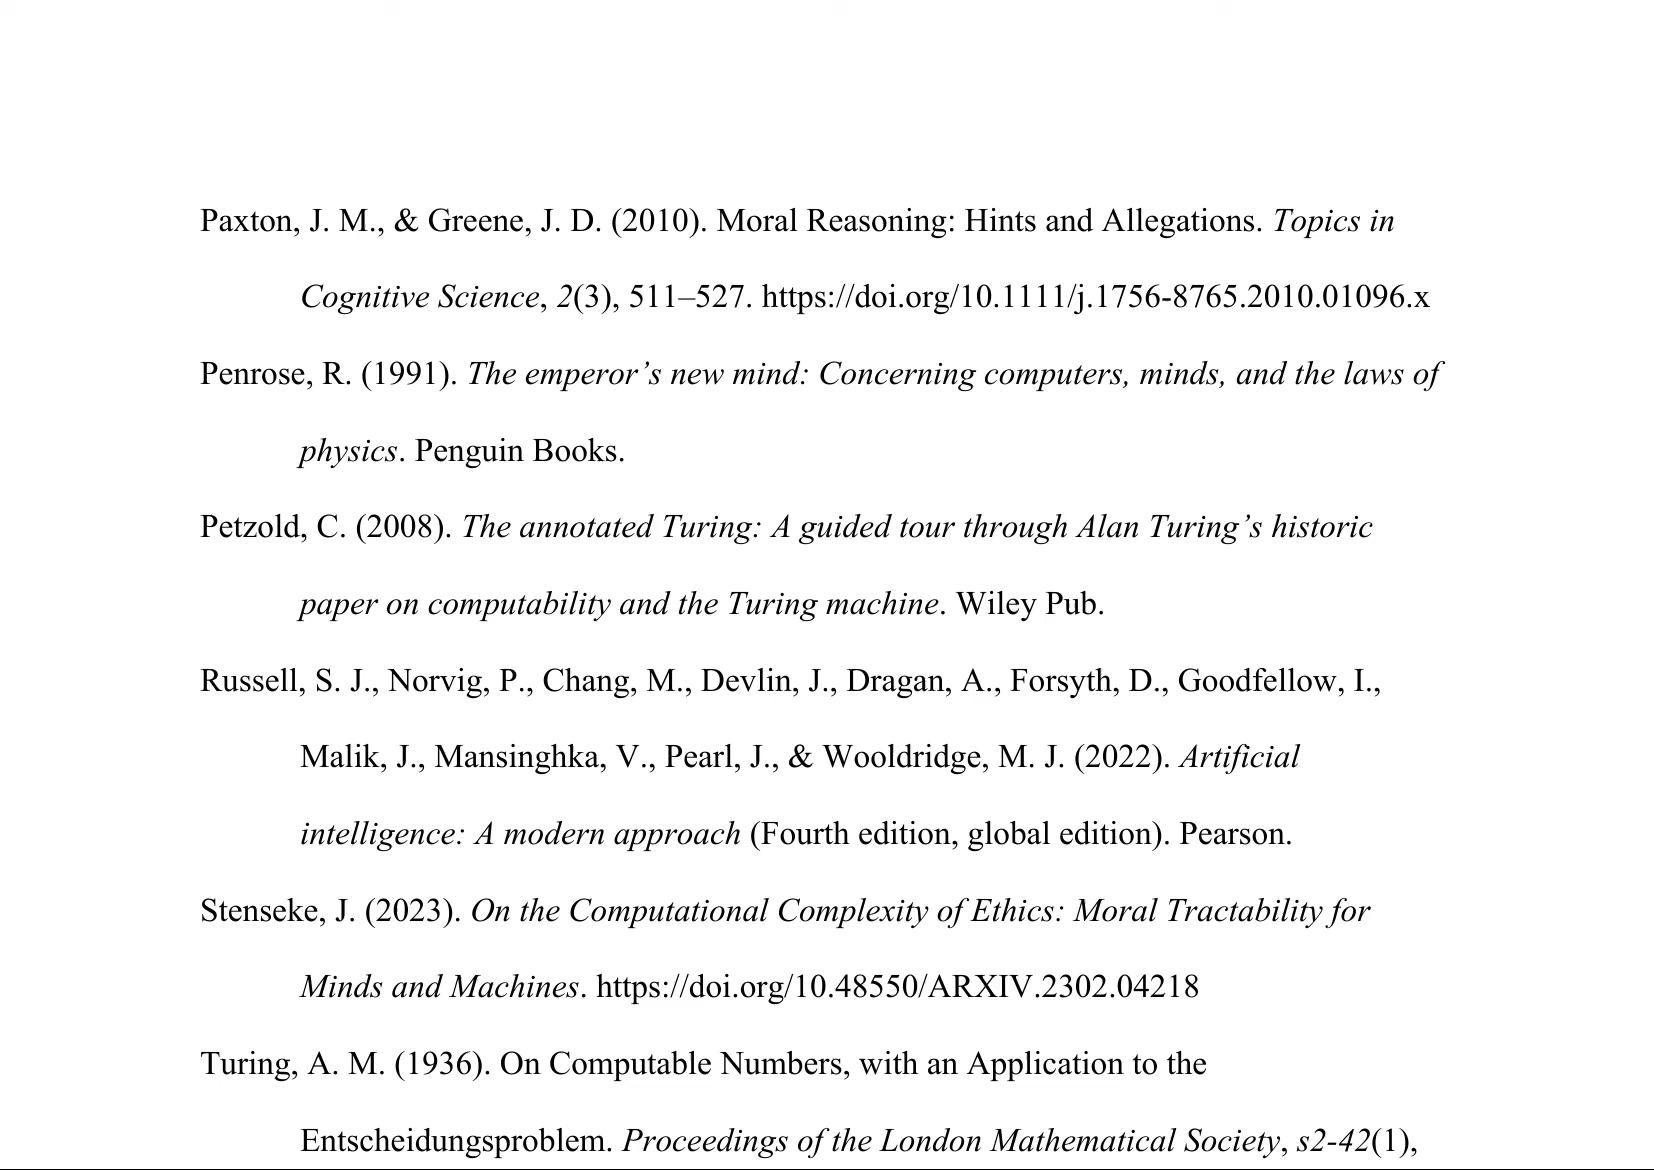 Paxton, J. M., & Greene, J. D. (2010). Moral Reasoning: Hints and Allegations. Topics in
Cognitive Science, 2(3), 511–527. https://doi.org/10.1111/j.1756-8765.2010.01096.x
Penrose, R. (1991). The emperor’s new mind: Concerning computers, minds, and the laws of
physics. Penguin Books.
Petzold, C. (2008). The annotated Turing: A guided tour through Alan Turing’s historic
paper on computability and the Turing machine. Wiley Pub.
Russell, S. J., Norvig, P., Chang, M., Devlin, J., Dragan, A., Forsyth, D., Goodfellow, I.,
Malik, J., Mansinghka, V., Pearl, J., & Wooldridge, M. J. (2022). Artificial
intelligence: A modern approach (Fourth edition, global edition). Pearson.
Stenseke, J. (2023). On the Computational Complexity of Ethics: Moral Tractability for
Minds and Machines. https://doi.org/10.48550/ARXIV.2302.04218
Turing, A. M. (1936). On Computable Numbers, with an Application to the
Entscheidungsproblem. Proceedings of the London Mathematical Society, s2-42(1),